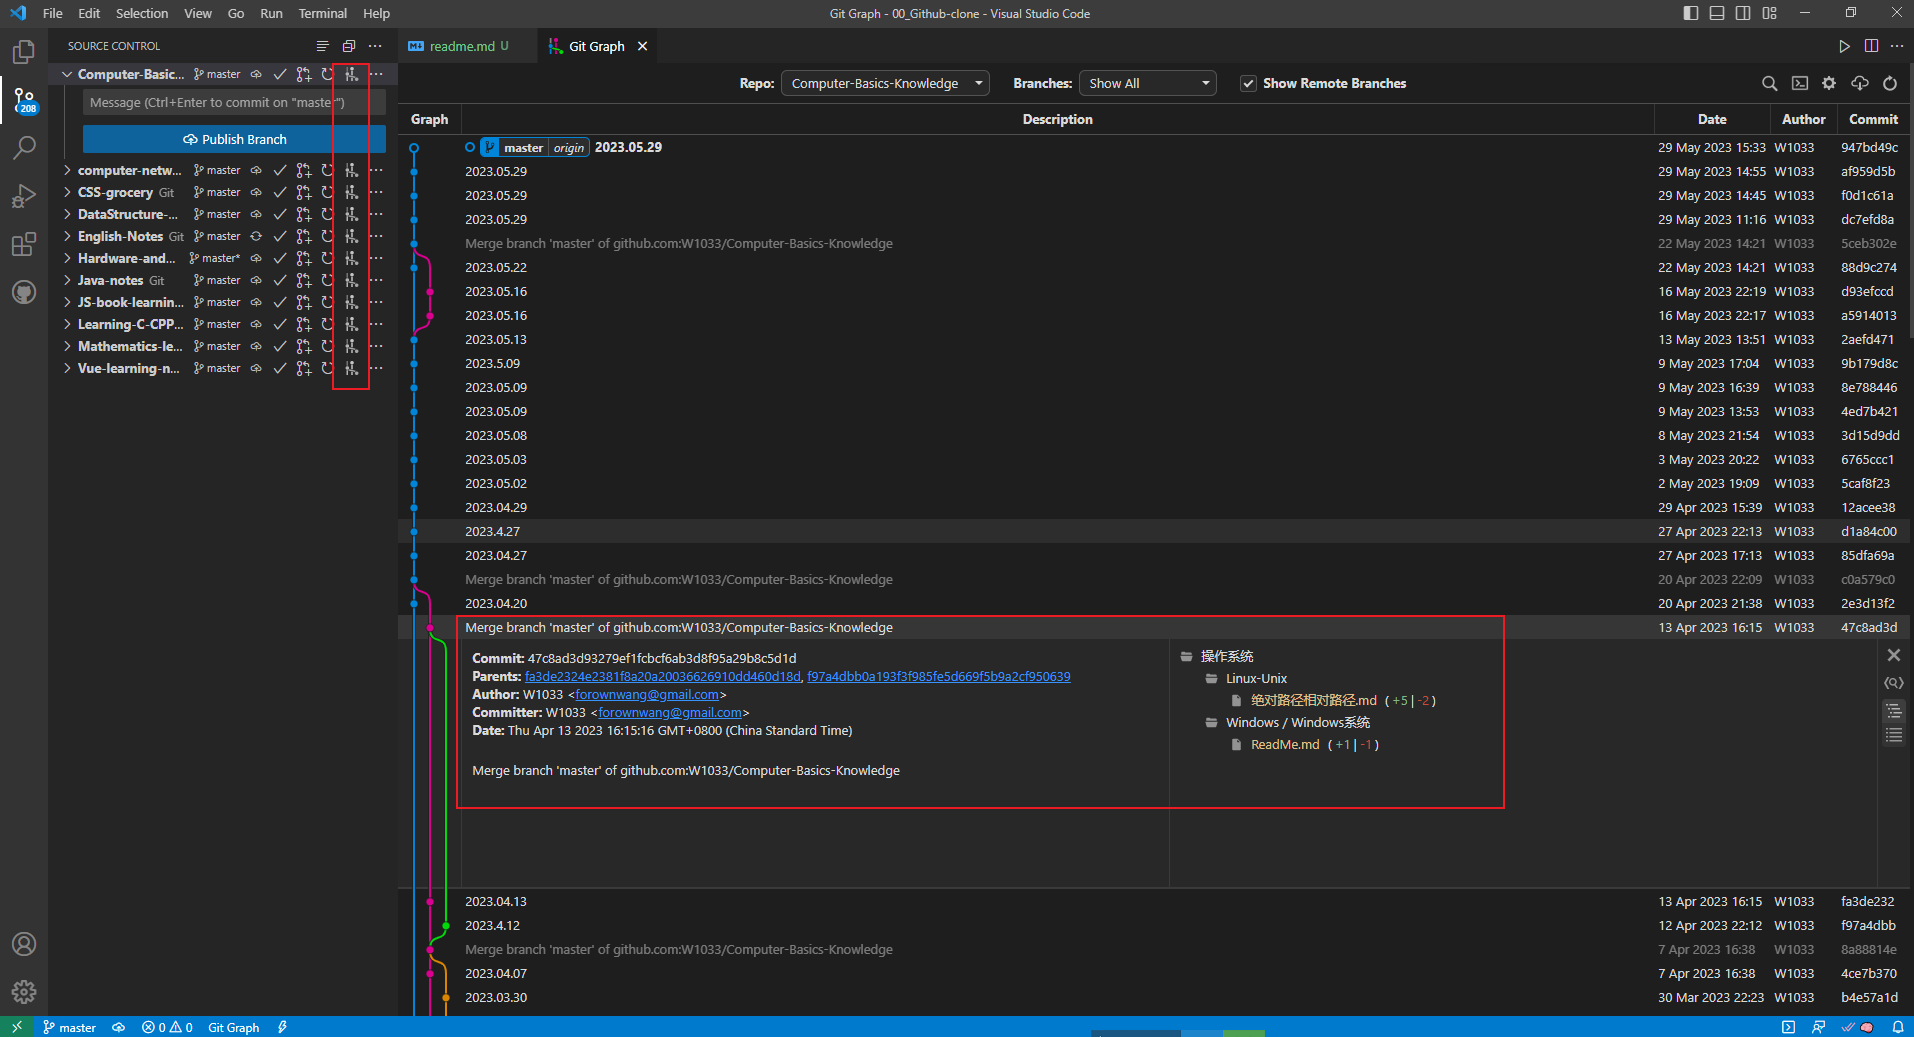 File Edit Selection View Go Run Terminal Help
Git Graph - 00_Github-clone - Visual Studio Code
SOURCE CONTROL
readme.md U
Git Graph
Computer-Basic... master
Message (Ctrl+Enter to commit on "master")
Publish Branch
208
computer-netw... master
CSS-grocery Git master
DataStructure-... master
English-Notes Git master
Hardware-and... master*
Java-notes Git master
JS-book-learnin... master
Learning-C-CPP... master
Mathematics-le... master
Vue-learning-n... master
Repo: Computer-Basics-Knowledge Branches: Show All Show Remote Branches
Graph Description Date Author Commit
master origin 2023.05.29 29 May 2023 15:33 W1033 947bd49c
2023.05.29 29 May 2023 14:55 W1033 af959d5b
2023.05.29 29 May 2023 14:45 W1033 f0d1c61a
2023.05.29 29 May 2023 11:16 W1033 dc7efd8a
Merge branch 'master' of github.com:W1033/Computer-Basics-Knowledge 22 May 2023 14:21 W1033 5ceb302e
2023.05.22 22 May 2023 14:21 W1033 88d9c274
2023.05.16 16 May 2023 22:19 W1033 d93efccd
2023.05.16 16 May 2023 22:17 W1033 a5914013
2023.05.13 13 May 2023 13:51 W1033 2aefd471
2023.5.09 9 May 2023 17:04 W1033 9b179d8c
2023.05.09 9 May 2023 16:39 W1033 8e788446
2023.05.09 9 May 2023 13:53 W1033 4ed7b421
2023.05.08 8 May 2023 21:54 W1033 3d15d9dd
2023.05.03 3 May 2023 20:22 W1033 6765ccc1
2023.05.02 2 May 2023 19:09 W1033 5caf8f23
2023.04.29 29 Apr 2023 15:39 W1033 12acee38
2023.4.27 27 Apr 2023 22:13 W1033 d1a84c00
2023.04.27 27 Apr 2023 17:13 W1033 85dfa69a
Merge branch 'master' of github.com:W1033/Computer-Basics-Knowledge 20 Apr 2023 22:09 W1033 c0a579c0
2023.04.20 20 Apr 2023 21:38 W1033 2e3d13f2
Merge branch 'master' of github.com:W1033/Computer-Basics-Knowledge 13 Apr 2023 16:15 W1033 47c8ad3d
Commit: 47c8ad3d93279ef1fcbcf6ab3d8f95a29b8c5d1d
Parents: fa3de2324e2381f8a20a20036626910dd460d18d, f97a4dbb0a193f3f985fe5d669f5b9a2cf950639
Author: W1033 <forownwang@gmail.com>
Committer: W1033 <forownwang@gmail.com>
Date: Thu Apr 13 2023 16:15:16 GMT+0800 (China Standard Time)
Merge branch 'master' of github.com:W1033/Computer-Basics-Knowledge
操作系统
Linux-Unix
绝对路径相对路径.md ( +5 | -2 )
Windows / Windows系统
ReadMe.md ( +1 | -1 )
2023.04.13 13 Apr 2023 16:15 W1033 fa3de232
2023.4.12 12 Apr 2023 22:12 W1033 f97a4dbb
Merge branch 'master' of github.com:W1033/Computer-Basics-Knowledge 7 Apr 2023 16:38 W1033 8a88814e
2023.04.07 7 Apr 2023 16:38 W1033 4ce7b370
2023.03.30 30 Mar 2023 22:23 W1033 b4e57a1d
master 0 0 Git Graph